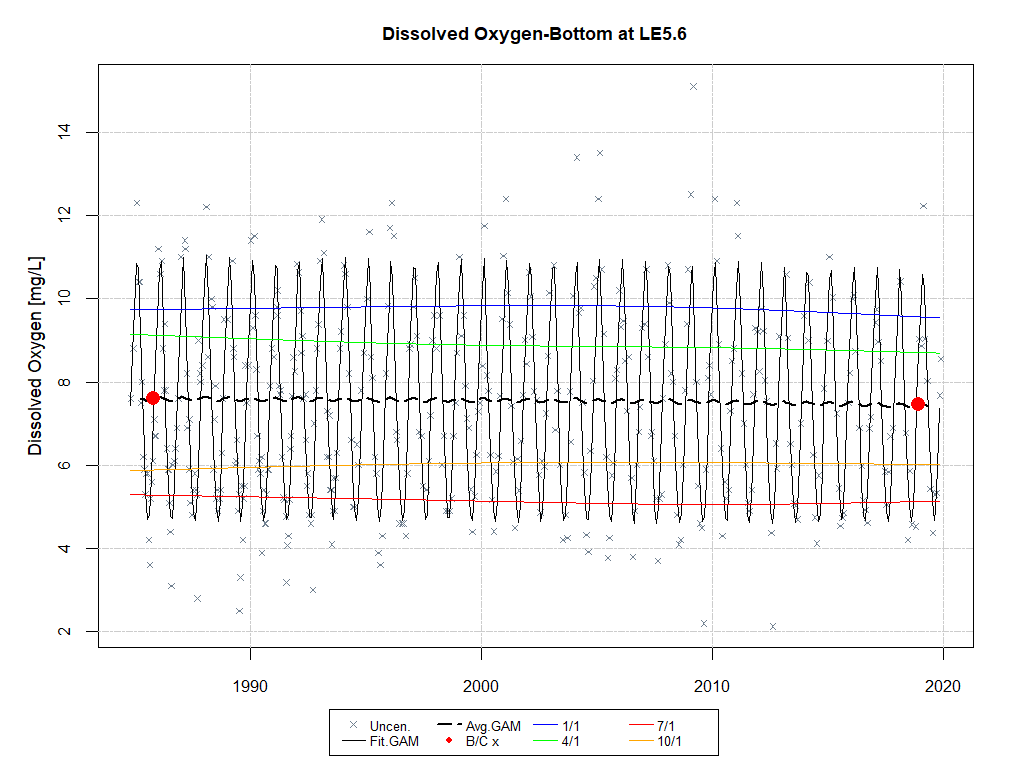 Dissolved Oxygen-Bottom at LE5.6
Dissolved Oxygen [mg/L]
14
12
10
8
6
4
2
1990 2000 2010 2020
Uncen. Avg.GAM 1/1 7/1
Fit.GAM B/C x 4/1 10/1